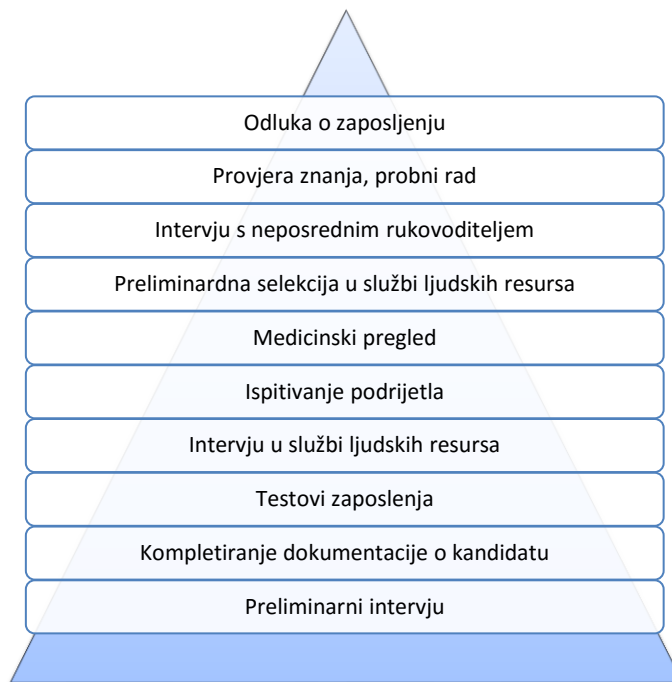 Odluka o zaposljenju
Provjera znanja, probni rad
Intervju s neposrednim rukovoditeljem
Preliminardna selekcija u službi ljudskih resursa
Medicinski pregled
Ispitivanje podrijetla
Intervju u službi ljudskih resursa
Testovi zaposlenja
Kompletiranje dokumentacije o kandidatu
Preliminarni intervju